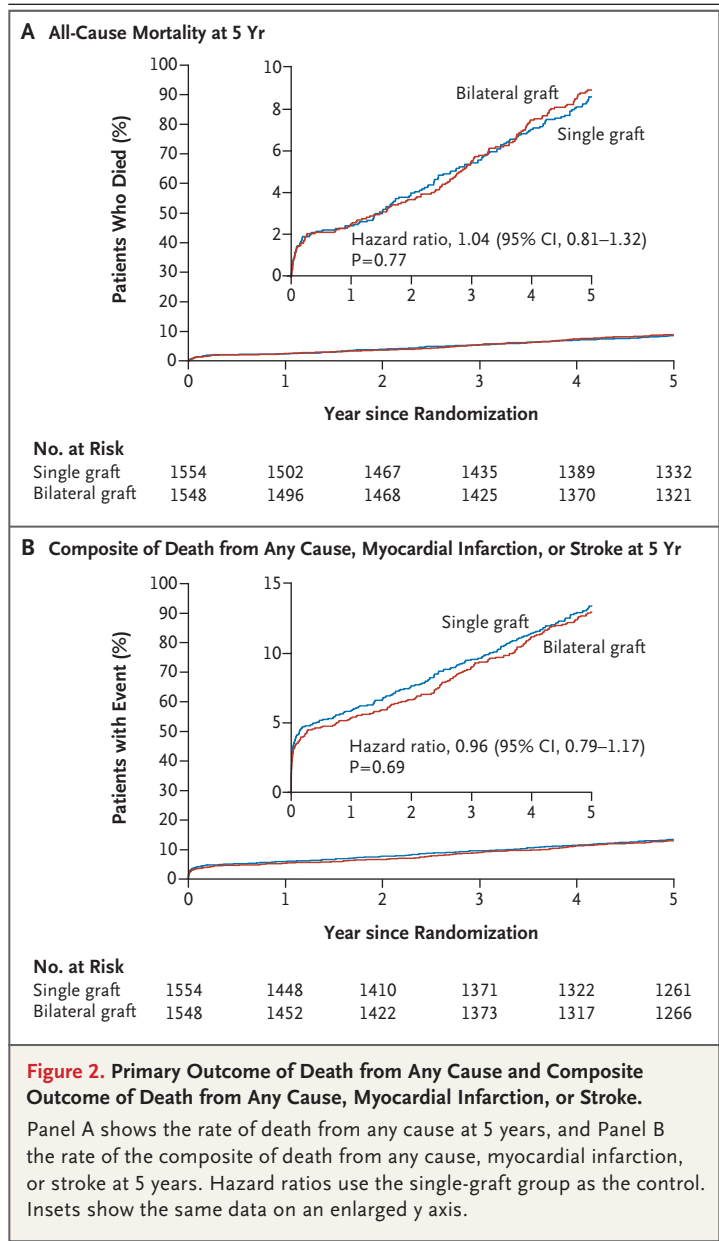 A All-Cause Mortality at 5 Yr
Patients Who Died (%)
100
90
80
70
60
50
40
30
20
10
0
10
8
6
4
2
0
Bilateral graft
Single graft
Hazard ratio, 1.04 (95% CI, 0.81–1.32)
P=0.77
0 1 2 3 4 5
0 1 2 3 4 5
Year since Randomization
No. at Risk
Single graft 1554 1502 1467 1435 1389 1332
Bilateral graft 1548 1496 1468 1425 1370 1321
B Composite of Death from Any Cause, Myocardial Infarction, or Stroke at 5 Yr
Patients with Event (%)
100
90
80
70
60
50
40
30
20
10
0
15
10
5
0
Single graft
Bilateral graft
Hazard ratio, 0.96 (95% CI, 0.79–1.17)
P=0.69
0 1 2 3 4 5
0 1 2 3 4 5
Year since Randomization
No. at Risk
Single graft 1554 1448 1410 1371 1322 1261
Bilateral graft 1548 1452 1422 1373 1317 1266
Figure 2. Primary Outcome of Death from Any Cause and Composite
Outcome of Death from Any Cause, Myocardial Infarction, or Stroke.
Panel A shows the rate of death from any cause at 5 years, and Panel B
the rate of the composite of death from any cause, myocardial infarction,
or stroke at 5 years. Hazard ratios use the single-graft group as the control.
Insets show the same data on an enlarged y axis.